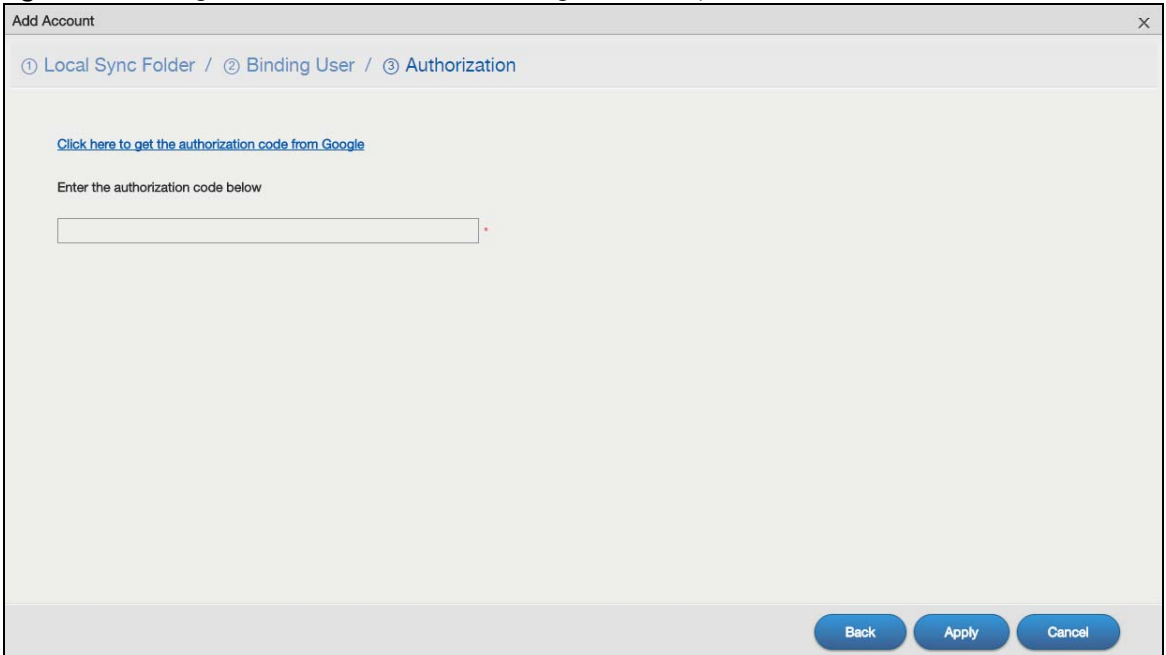 Add Account
X
① Local Sync Folder / ② Binding User / ③ Authorization
Click here to get the authorization code from Google
Enter the authorization code below
*
Back Apply Cancel